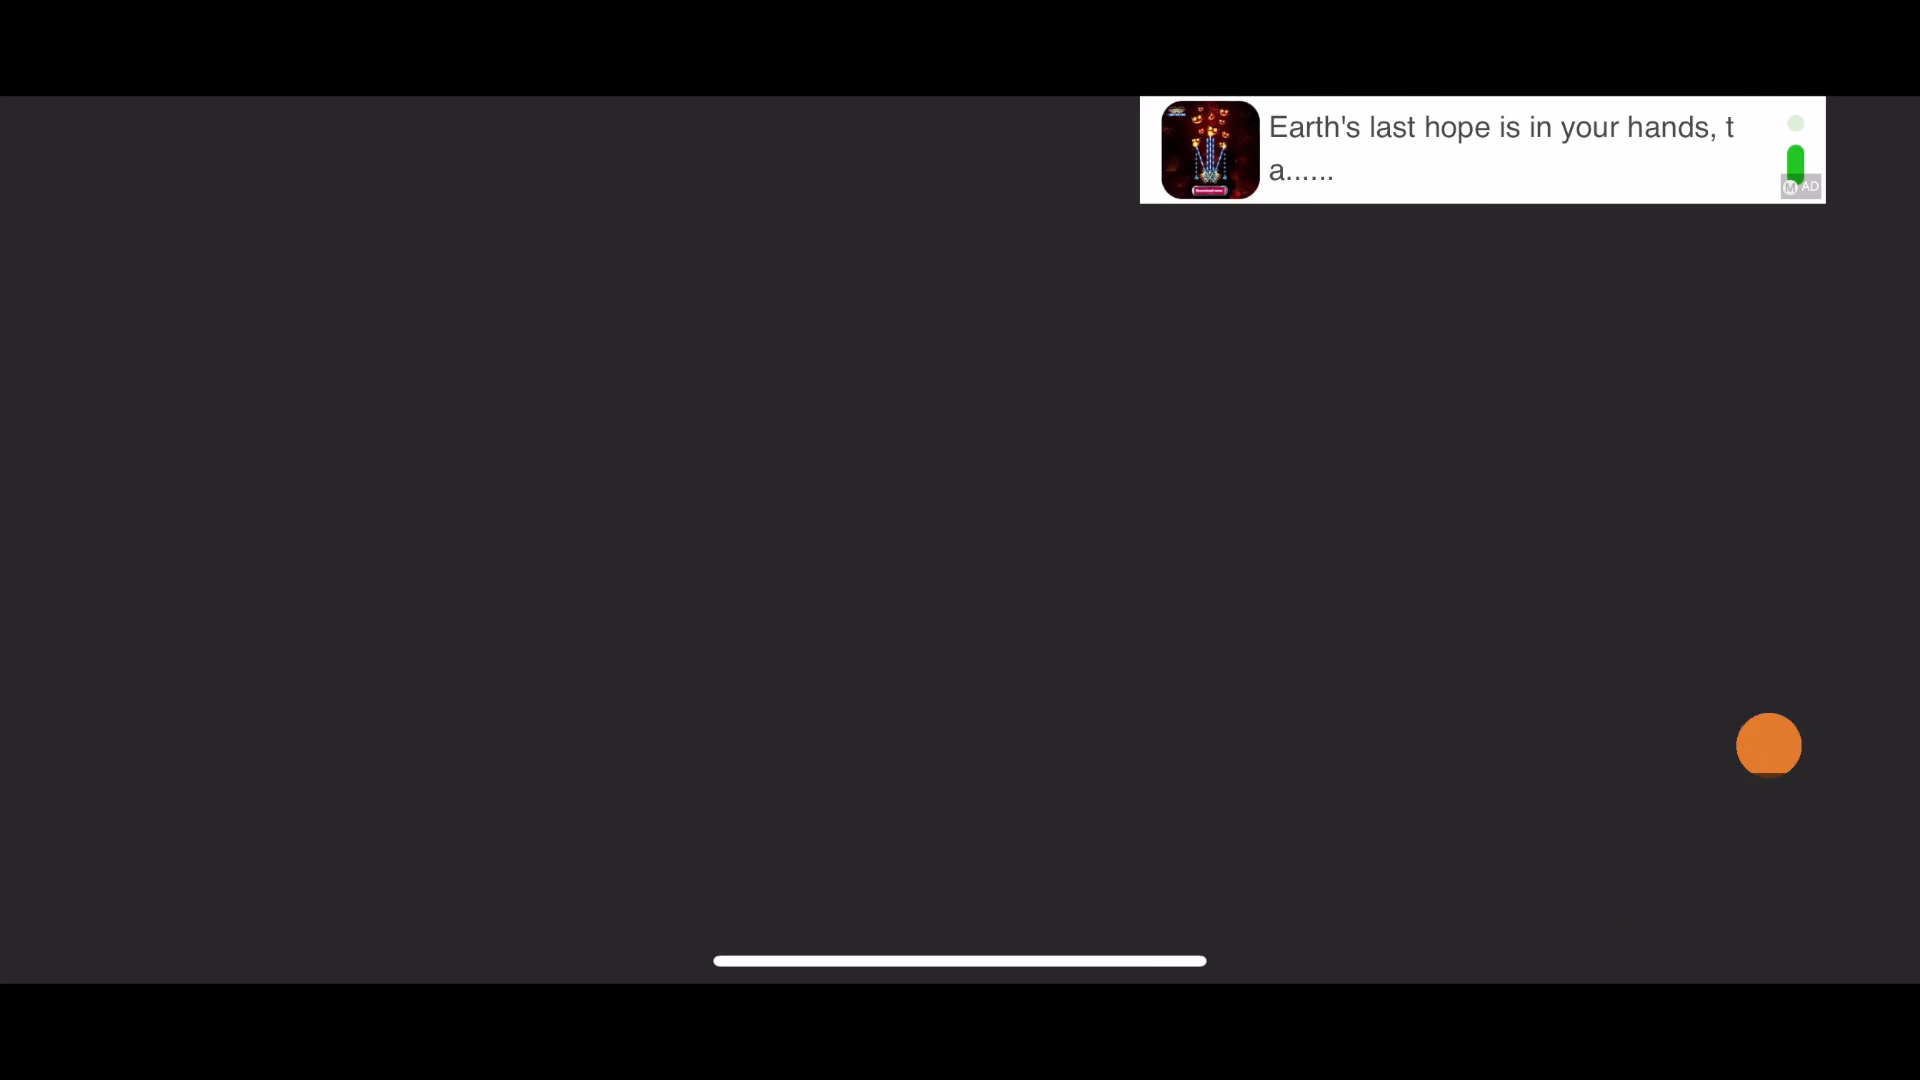 Earth's last hope is in your hands, t
a......
M AD